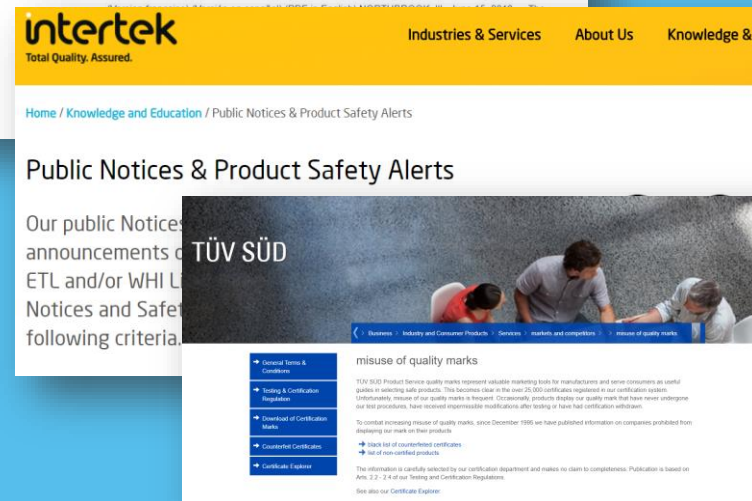 NORTHBROOK, Ill., June 15, 2010 — The
intertek
Total Quality. Assured.
Industries & Services About Us Knowledge &
Home / Knowledge and Education / Public Notices & Product Safety Alerts
Public Notices & Product Safety Alerts
Our public Notices
announcements
ETL and/or WHI
Notices and
following criteria.
TÜV SÜD
Business > Industry and Consumer Products > Services > markets and competitors > > misuse of quality marks
General Terms &
Conditions
Testing & Certification
Regulation
Download of Certification
Marks
Counterfeit Certificates
Certificate Explorer
misuse of quality marks
TÜV SÜD Product Service quality marks represent valuable marketing tools for manufacturers and serve consumers as useful
guides in selecting safe products. This becomes clear in the over 25,000 certificates registered in our certification system.
Unfortunately, misuse of our quality marks is frequent. Occasionally, products display our quality mark that have never undergone
our test procedures, have received impermissible modifications after testing or have had certification withdrawn.
To combat increasing misuse of quality marks, since December 1995 we have published information on companies prohibited from
displaying our mark on their products.
black list of counterfeited certificates
list of non-certified products.
The information is carefully selected by our certification department and makes no claim to completeness. Publication is based on
Arts. 2.2 - 2.4 of our Testing and Certification Regulations.
See also our Certificate Explorer.